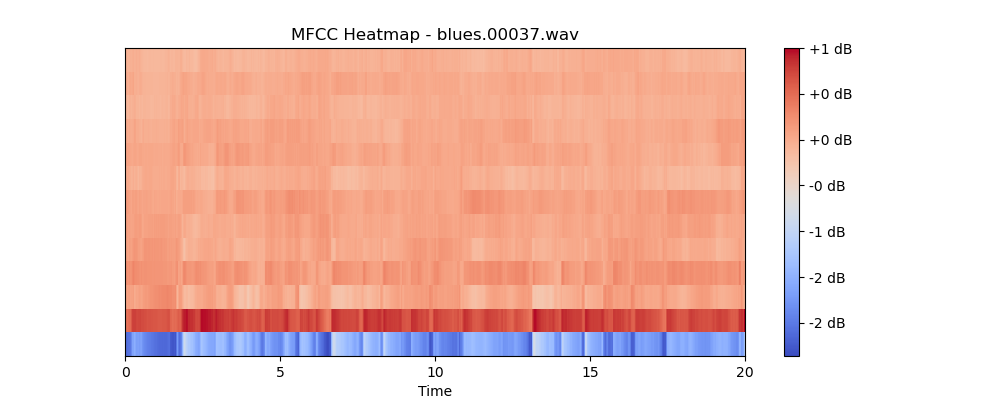 MFCC Heatmap - blues.00037.wav
+1 dB
+0 dB
+0 dB
-0 dB
-1 dB
-2 dB
-2 dB
0 5 10 15 20
Time